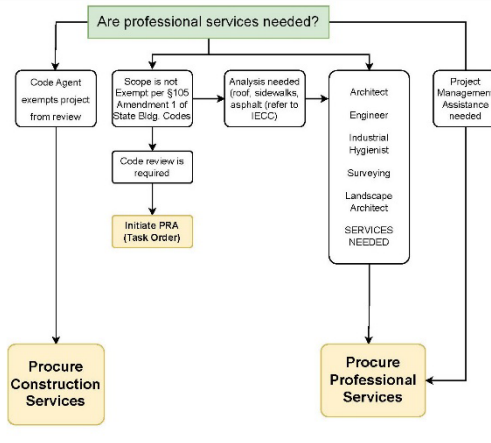 Are professional services needed?
Code Agent
exempts project
from review
Scope is not
Exempt per §105
Amendment 1 of
State Bldg. Codes
Analysis needed
(roof, sidewalks,
asphalt (refer to
IECC)
Architect
Engineer
Industrial
Hygienist
Surveying
Landscape
Architect
SERVICES
NEEDED
Project
Management
Assistance
needed
Code review is
required
Initiate PRA
(Task Order)
Procure
Construction
Services
Procure
Professional
Services